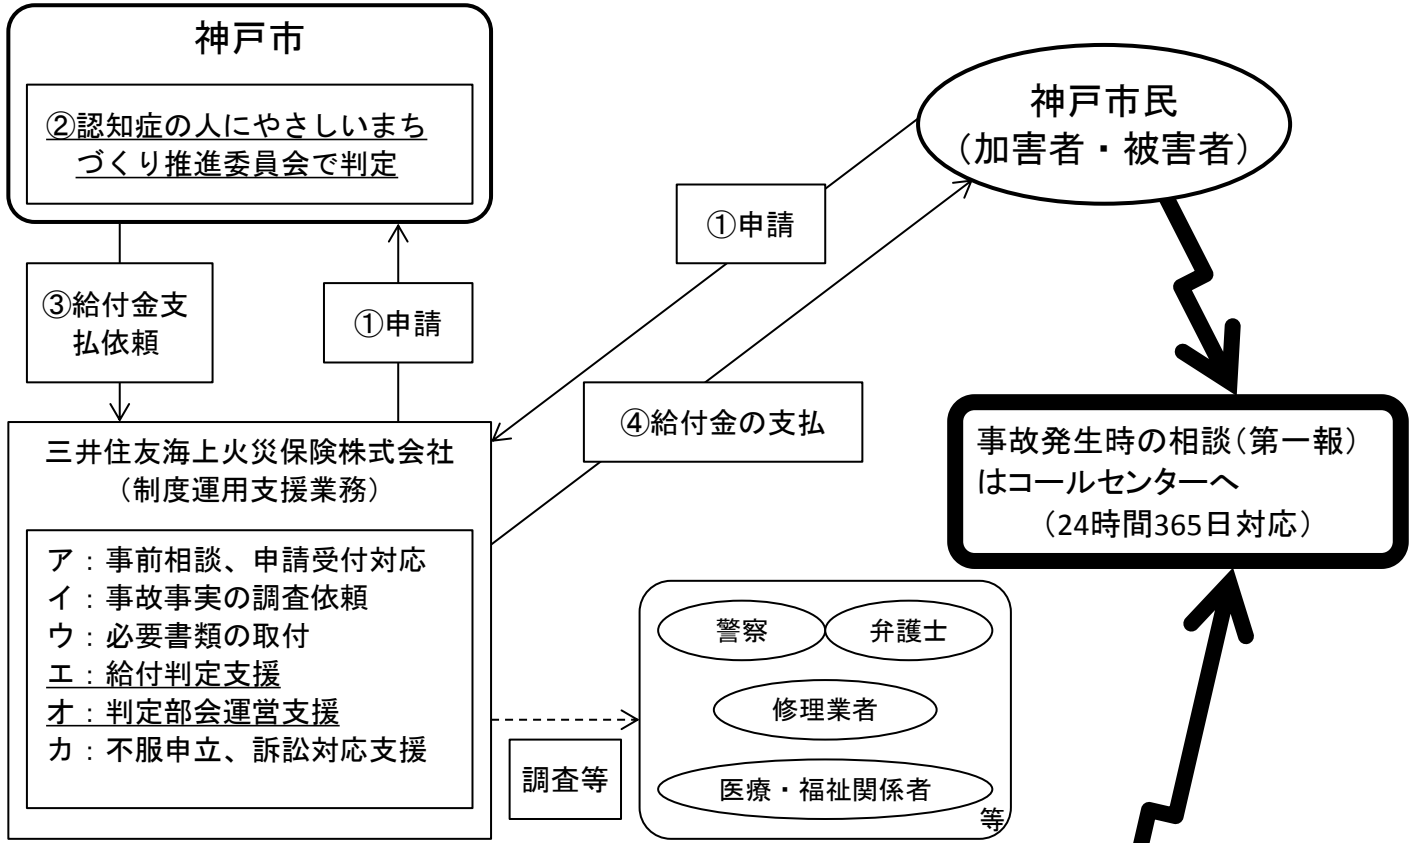 神戸市
②認知症の人にやさしいまち
づくり推進委員会で判定
神戸市民
(加害者・被害者)
①申請
③給付金支
払依頼
①申請
④給付金の支払
三井住友海上火災保険株式会社
(制度運用支援業務)
ア：事前相談、申請受付対応
イ：事故事実の調査依頼
ウ：必要書類の取付
エ：給付判定支援
オ：判定部会運営支援
カ：不服申立、訴訟対応支援
事故発生時の相談(第一報)
はコールセンターへ
(24時間365日対応)
調査等
警察
弁護士
修理業者
医療・福祉関係者
等